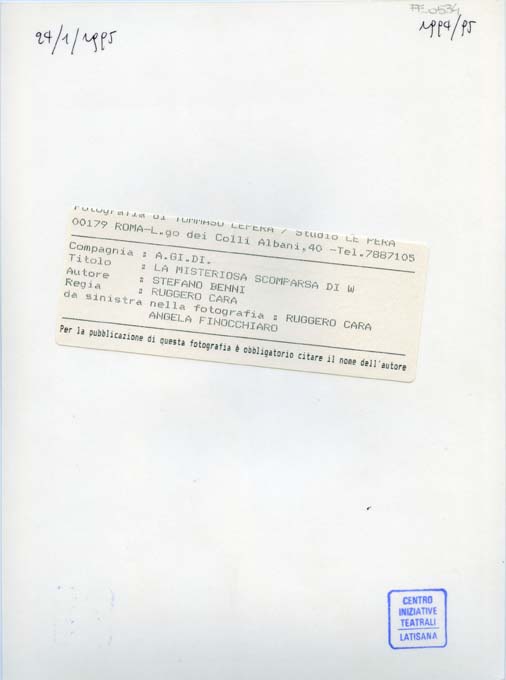 FF_0534
24/1/1995
1994/95
Fotografia di TOMMASO LEPERA / Studio LE PERA
00179 ROMA-L.go dei Colli Albani,40 -Tel.7887105
Compagnia : A.GI.DI.
Titolo : LA MISTERIOSA SCOMPARSA DI W
Autore : STEFANO BENNI
Regia : RUGGERO CARA
da sinistra nella fotografia : RUGGERO CARA
ANGELA FINOCCHIARO
Per la pubblicazione di questa fotografia è obbligatorio citare il nome dell'autore
CENTRO
INIZIATIVE
TEATRALI
LATISANA